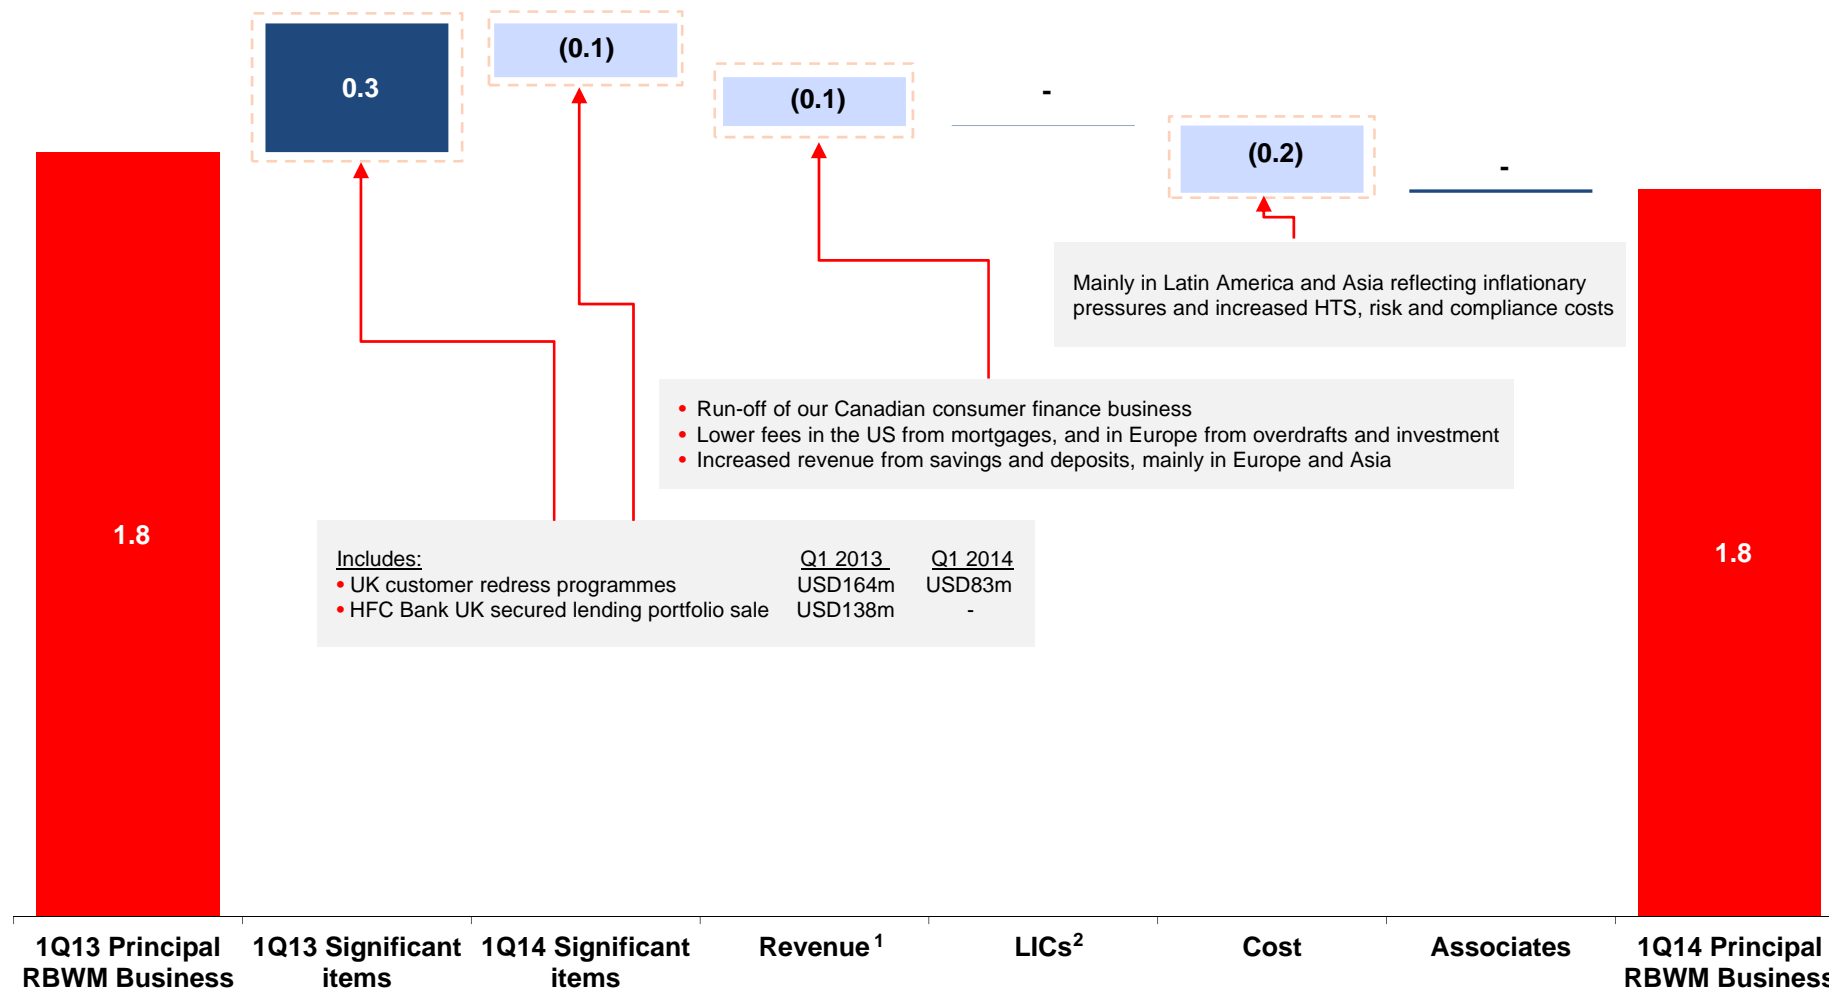 0.3
(0.1)
(0.1)
-
(0.2)
-
1.8
1.8
Mainly in Latin America and Asia reflecting inflationary
pressures and increased HTS, risk and compliance costs
• Run-off of our Canadian consumer finance business
• Lower fees in the US from mortgages, and in Europe from overdrafts and investment
• Increased revenue from savings and deposits, mainly in Europe and Asia
Includes: Q1 2013 Q1 2014
• UK customer redress programmes USD164m USD83m
• HFC Bank UK secured lending portfolio sale USD138m -
1Q13 Principal
RBWM Business
1Q13 Significant
items
1Q14 Significant
items
Revenue 1
LICs2
Cost
Associates
1Q14 Principal
RBWM Business